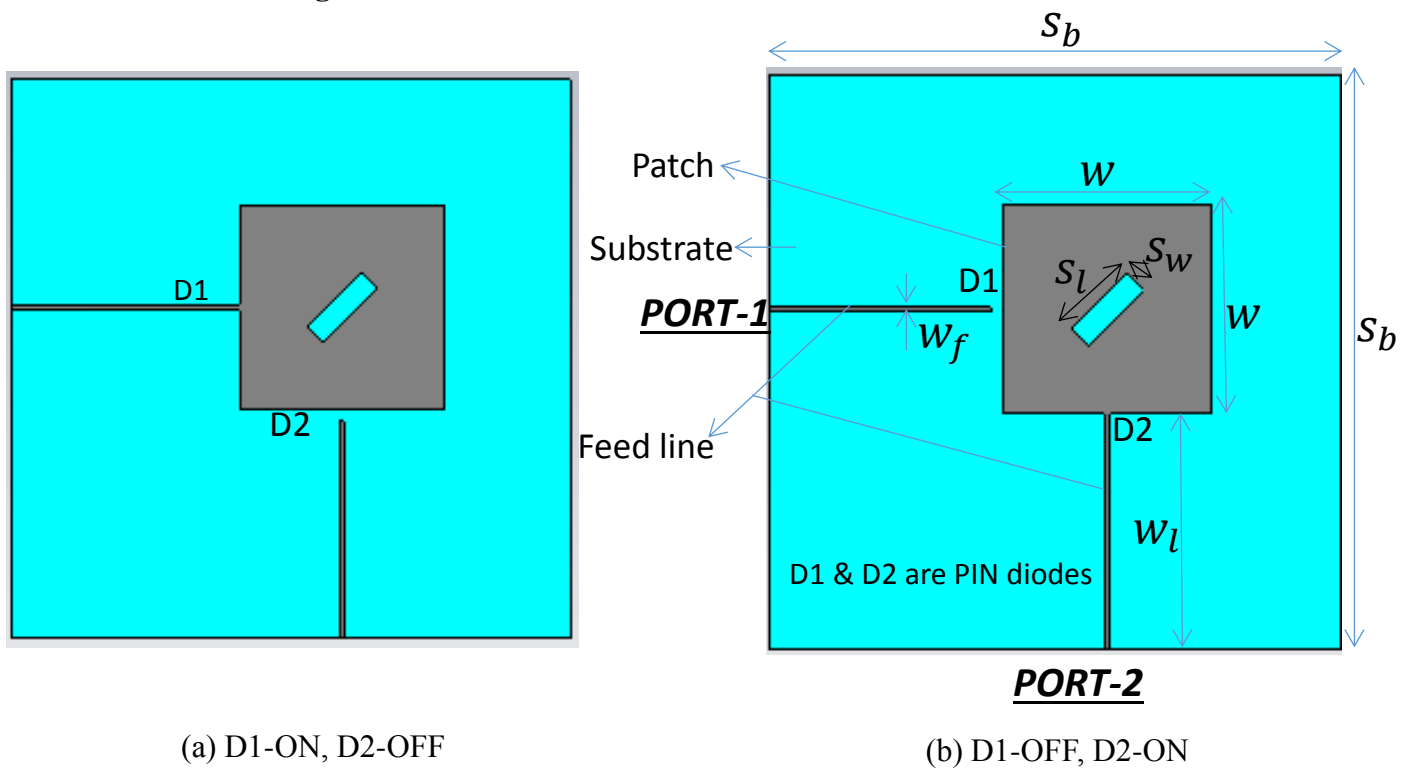 D1
D2
(a) D1-ON, D2-OFF
s_b
Patch
w
Substrate
s_l
s_w
D1
PORT-1
w_f
w
s_b
D2
Feed line
w_l
D1 & D2 are PIN diodes
PORT-2
(b) D1-OFF, D2-ON